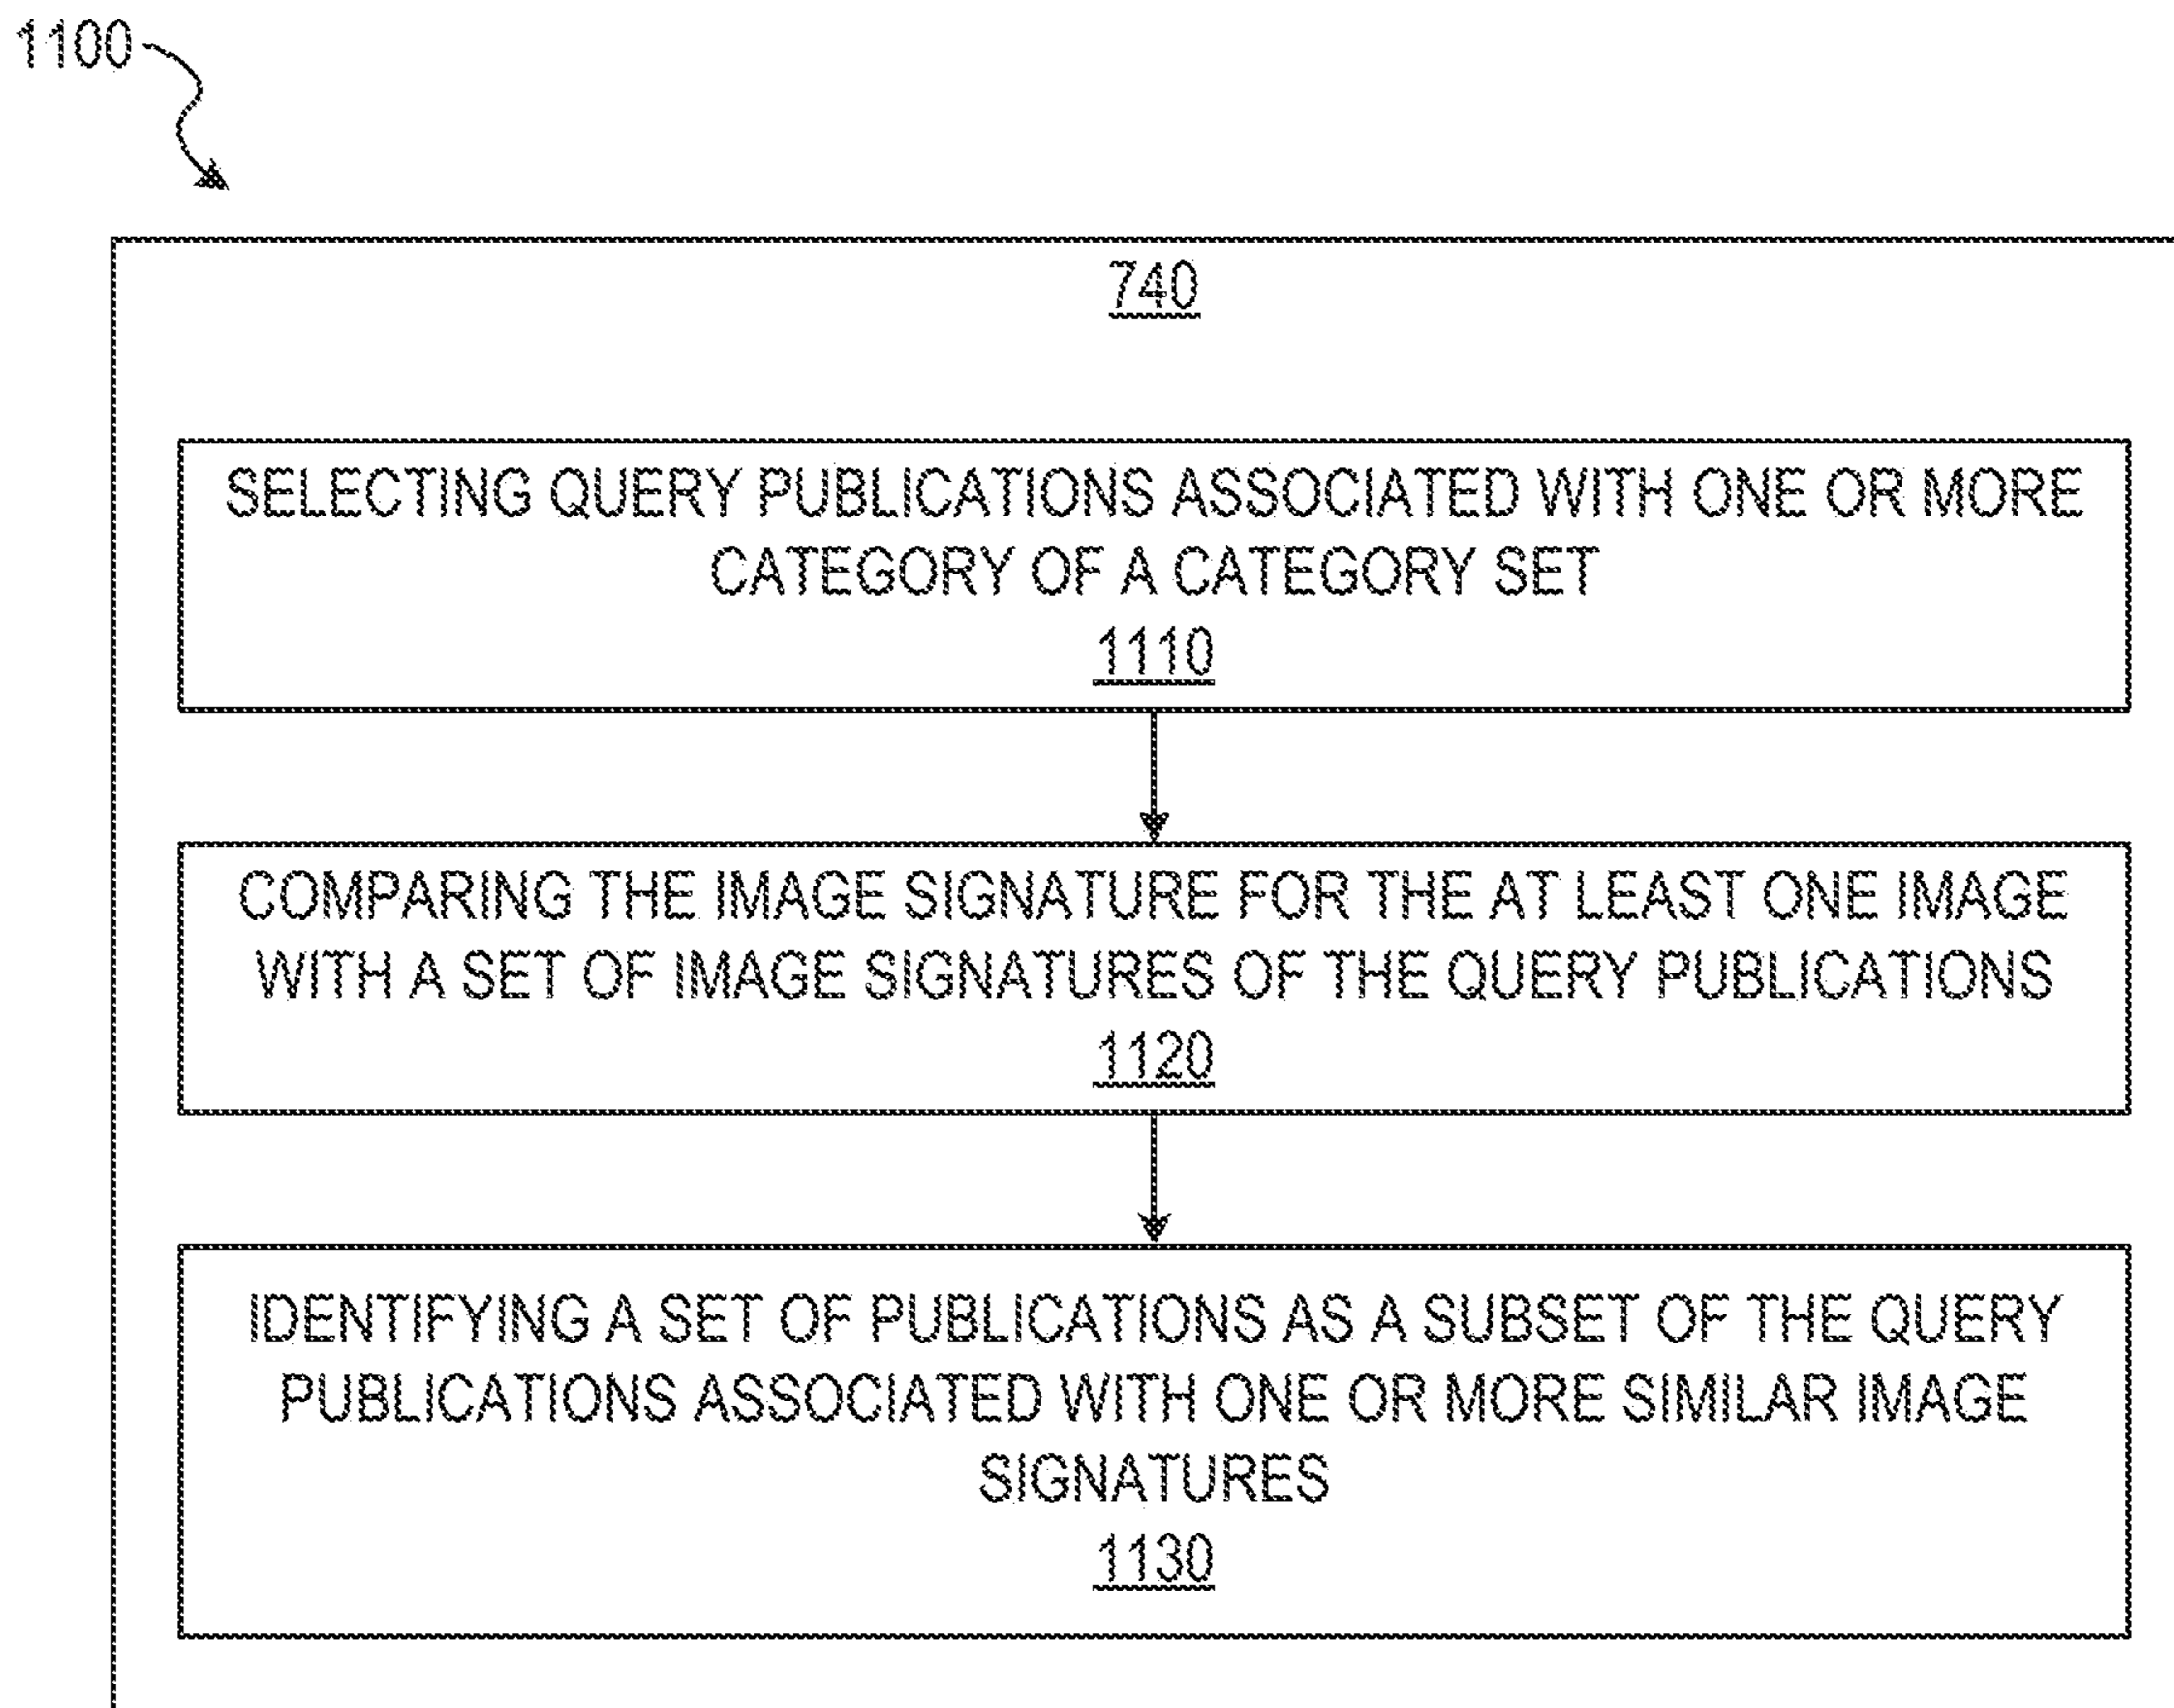 1100
740
SELECTING QUERY PUBLICATIONS ASSOCIATED WITH ONE OR MORE
CATEGORY OF A CATEGORY SET
1110
COMPARING THE IMAGE SIGNATURE FOR THE AT LEAST ONE IMAGE
WITH A SET OF IMAGE SIGNATURES OF THE QUERY PUBLICATIONS
1120
IDENTIFYING A SET OF PUBLICATIONS AS A SUBSET OF THE QUERY
PUBLICATIONS ASSOCIATED WITH ONE OR MORE SIMILAR IMAGE
SIGNATURES
1130